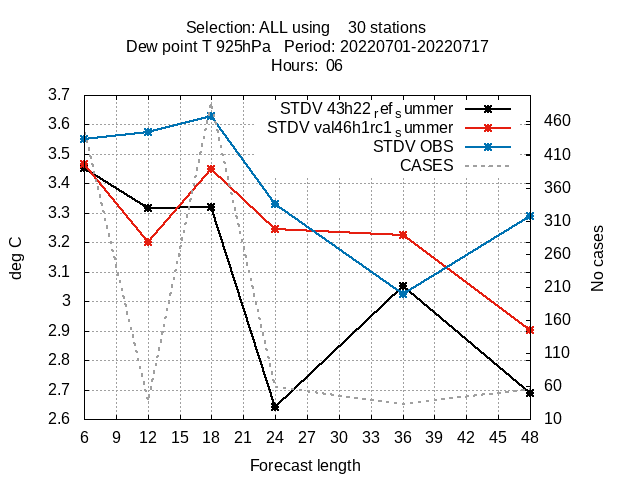 Selection: ALL using 30 stations
Dew point T 925hPa Period: 20220701-20220717
Hours: 06
STDV 43h22refsummer
STDV val46h1rc1summer
STDV OBS
CASES
3.7
3.6
3.5
3.4
3.3
3.2
3.1
3
2.9
2.8
2.7
2.6
deg C
460
410
360
310
260
210
160
110
60
10
No cases
6 9 12 15 18 21 24 27 30 33 36 39 42 45 48
Forecast length